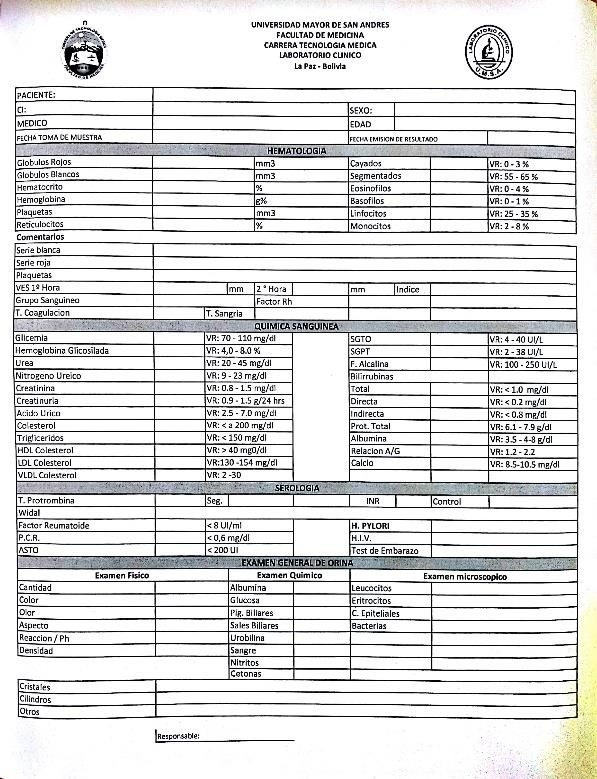 UNIVERSIDAD MAYOR DE SAN ANDRES
FACULTAD DE MEDICINA
CARRERA TECNOLOGIA MEDICA
LABORATORIO CLINICO
La Paz - Bolivia
LABORATORIO CLINICO
U.M.S.A.
PACIENTE:
CI: SEXO:
MEDICO EDAD
FECHA TOMA DE MUESTRA FECHA EMISION DE RESULTADO
HEMATOLOGIA
Globulos Rojos mm3 Cayados VR: 0 - 3 %
Globulos Blancos mm3 Segmentados VR: 55 - 65 %
Hematocrito % Eosinofilos VR: 0 - 4 %
Hemoglobina g% Basofilos VR: 0 - 1 %
Plaquetas mm3 Linfocitos VR: 25 - 35 %
Reticulocitos % Monocitos VR: 2 - 8 %
Comentarios
Serie blanca
Serie roja
Plaquetas
VES 1º Hora mm 2 º Hora mm Indice
Grupo Sanguineo Factor Rh
T. Coagulacion T. Sangria
QUIMICA SANGUINEA
Glicemia VR: 70 - 110 mg/dl SGTO VR: 4 - 40 UI/L
Hemoglobina Glicosilada VR: 4,0 - 8.0 % SGPT VR: 2 - 38 UI/L
Urea VR: 20 - 45 mg/dl F. Alcalina VR: 100 - 250 UI/L
Nitrogeno Ureico VR: 9 - 23 mg/dl Bilirrubinas
Creatinina VR: 0.8 - 1.5 mg/dl Total VR: < 1.0 mg/dl
Creatinuria VR: 0.9 - 1.5 g/24 hrs Directa VR: < 0.2 mg/dl
Acido Urico VR: 2.5 - 7.0 mg/dl Indirecta VR: < 0.8 mg/dl
Colesterol VR: < a 200 mg/dl Prot. Total VR: 6.1 - 7.9 g/dl
Trigliceridos VR: < 150 mg/dl Albumina VR: 3.5 - 4-8 g/dl
HDL Colesterol VR: > 40 mg0/dl Relacion A/G VR: 1.2 - 2.2
LDL Colesterol VR:130 -154 mg/dl Calcio VR: 8.5-10.5 mg/dl
VLDL Colesterol VR: 2 -30
SEROLOGIA
T. Protrombina Seg. INR Control
Widal
Factor Reumatoide < 8 UI/ml H. PYLORI
P.C.R. < 0,6 mg/dl H.I.V.
ASTO < 200 UI Test de Embarazo
EXAMEN GENERAL DE ORINA
Examen Fisico Examen Quimico Examen microscopico
Cantidad Albumina Leucocitos
Color Glucosa Eritrocitos
Olor Pig. Biliares C. Epiteliales
Aspecto Sales Biliares Bacterias
Reaccion / Ph Urobilina
Densidad Sangre
Nitritos
Cetonas
Cristales
Cilindros
Otros
Responsable: